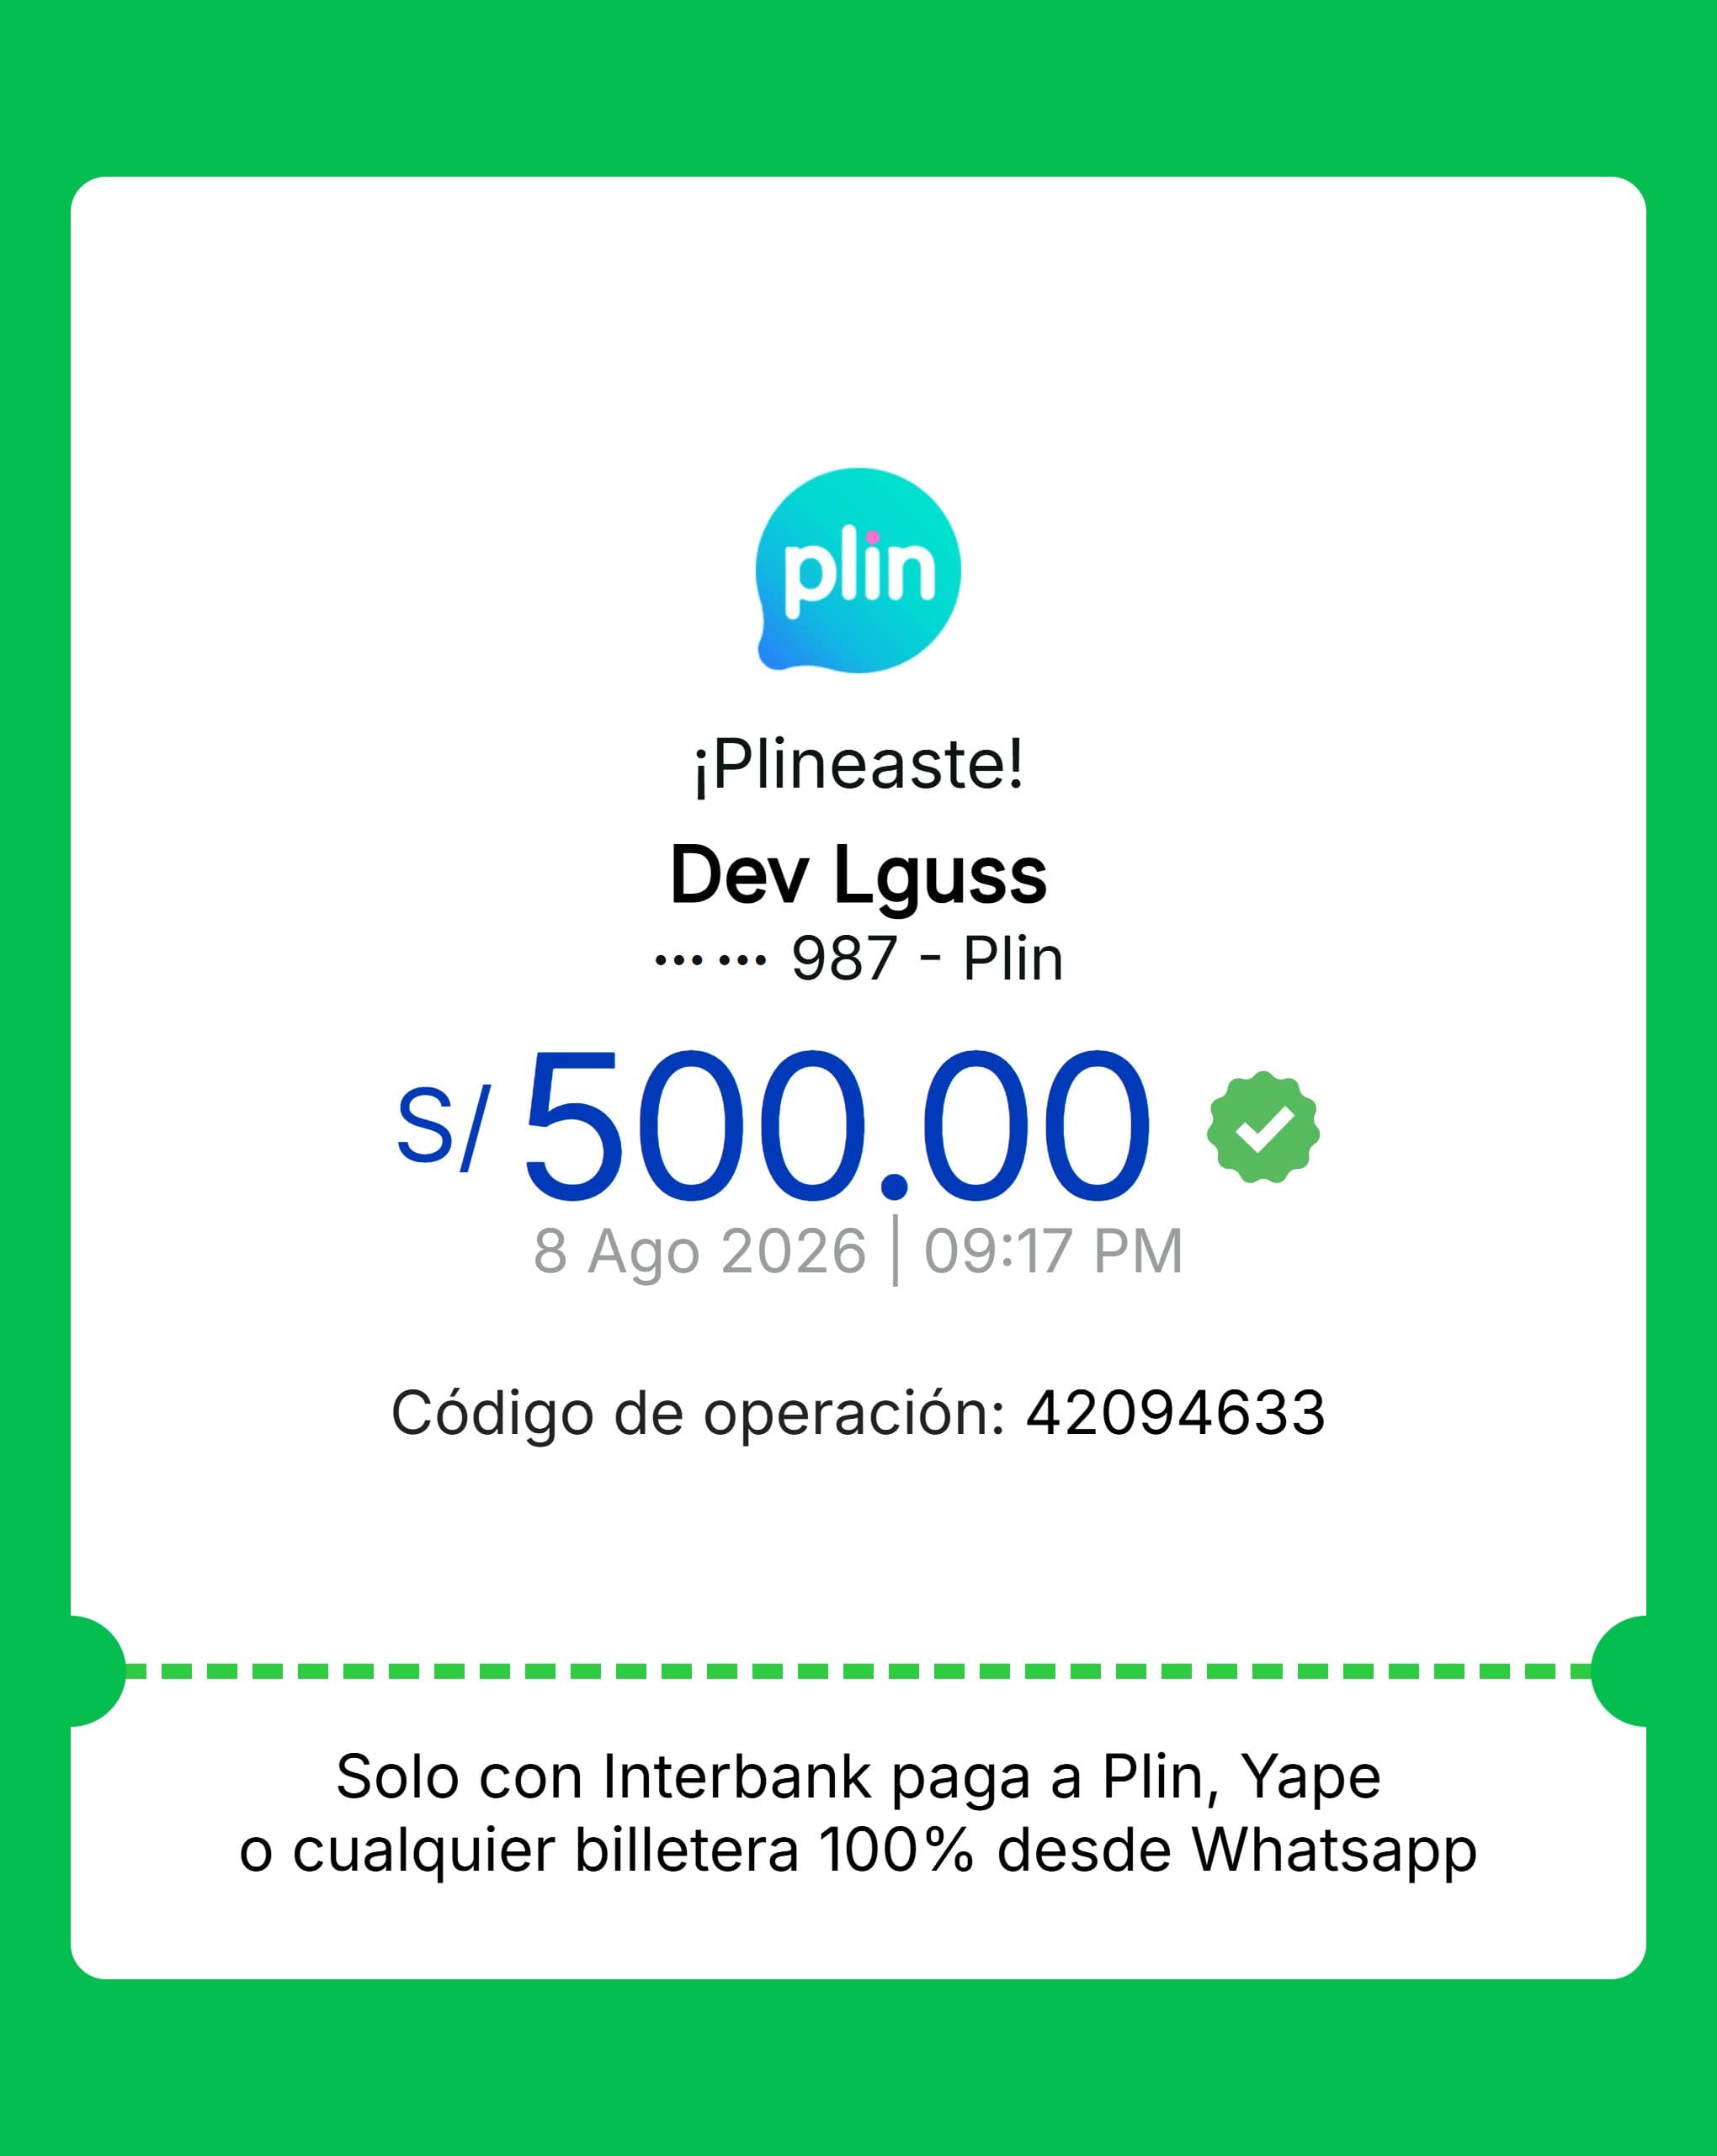 plin
¡Plineaste!
Dev Lguss
••• ••• 987 - Plin
S/ 500.00
8 Ago 2026 | 09:17 PM
Código de operación: 42094633
Solo con Interbank paga a Plin, Yape
o cualquier billetera 100% desde Whatsapp